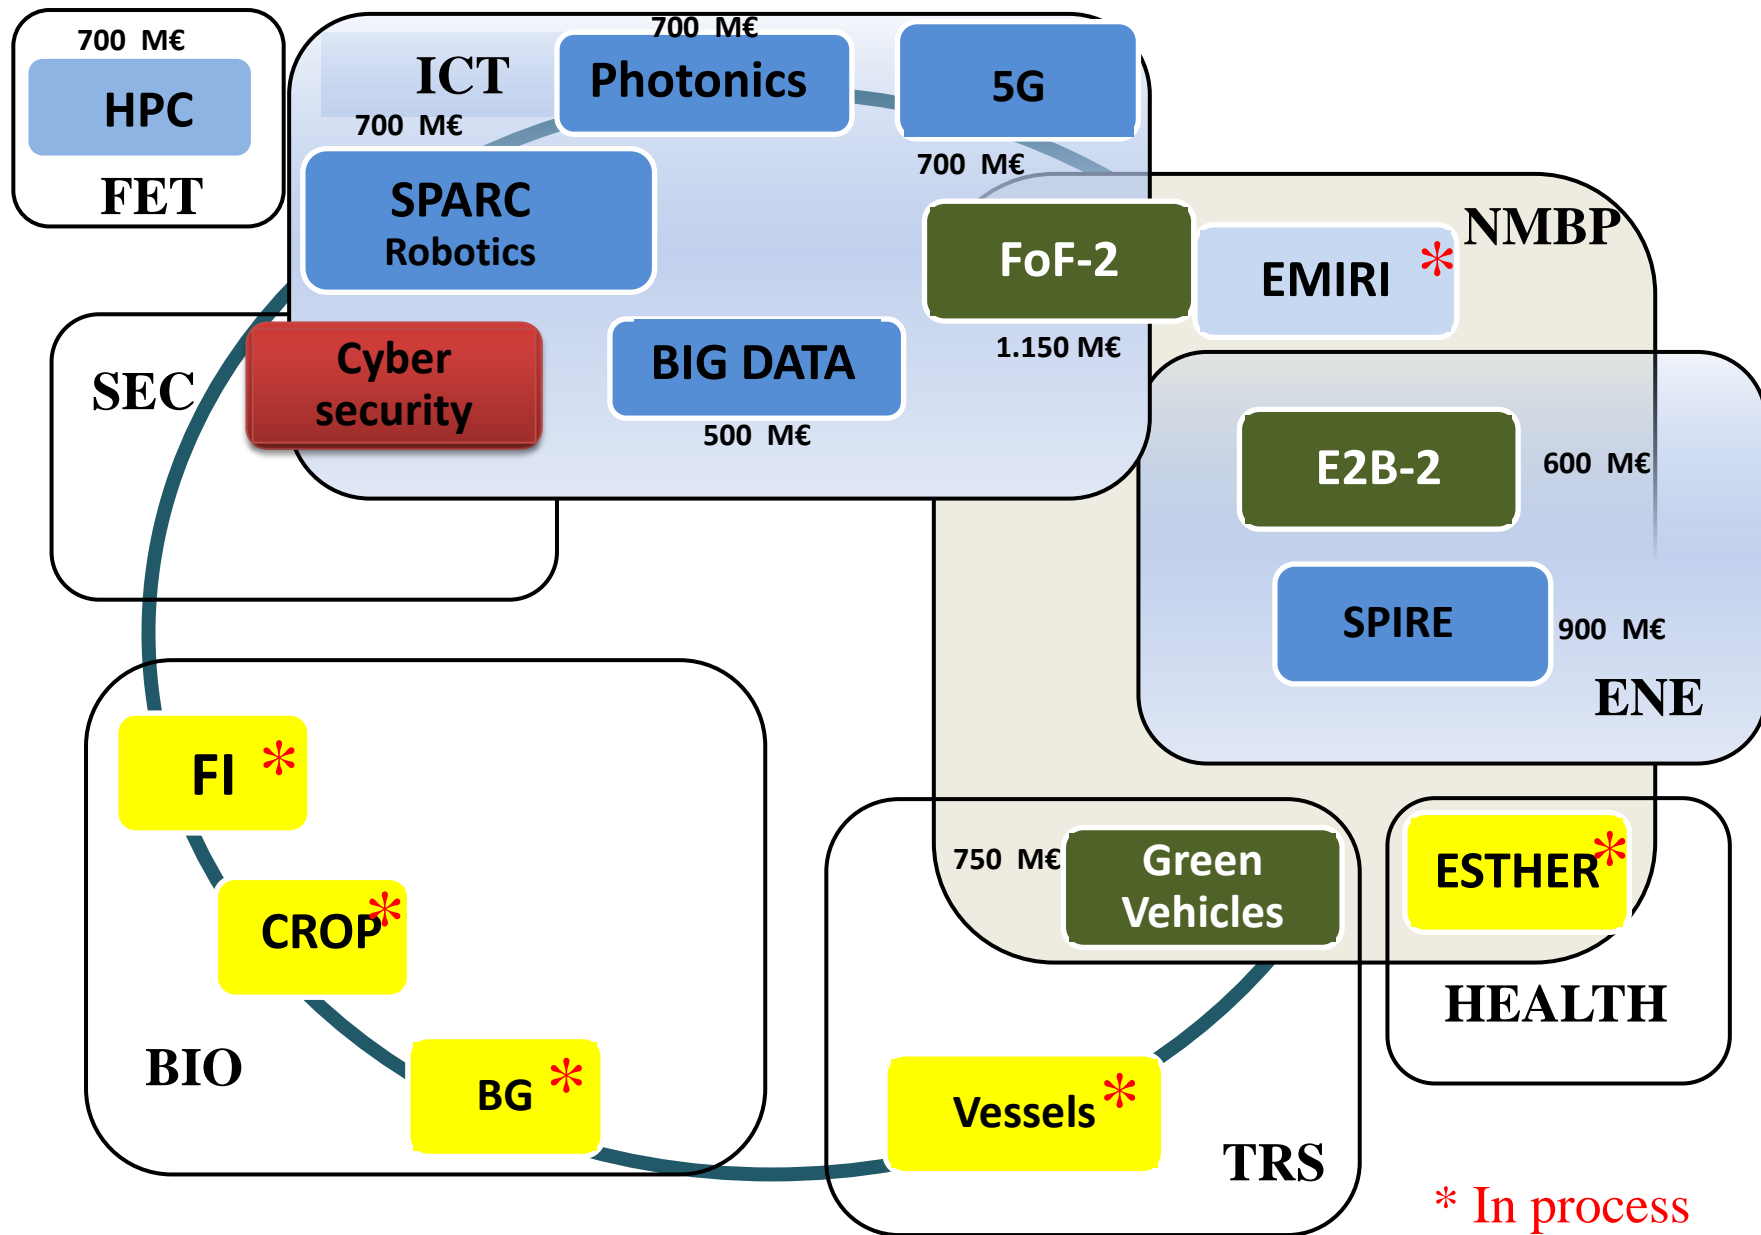 700 M€
HPC
FET
ICT
700 M€
Photonics
5G
700 M€
SPARC
Robotics
700 M€
FoF-2
1.150 M€
EMIRI *
NMBP
SEC
Cyber
security
BIG DATA
500 M€
E2B-2
600 M€
SPIRE
900 M€
ENE
FI *
CROP *
BG *
BIO
750 M€
Green
Vehicles
Vessels *
TRS
ESTHER *
HEALTH
* In process